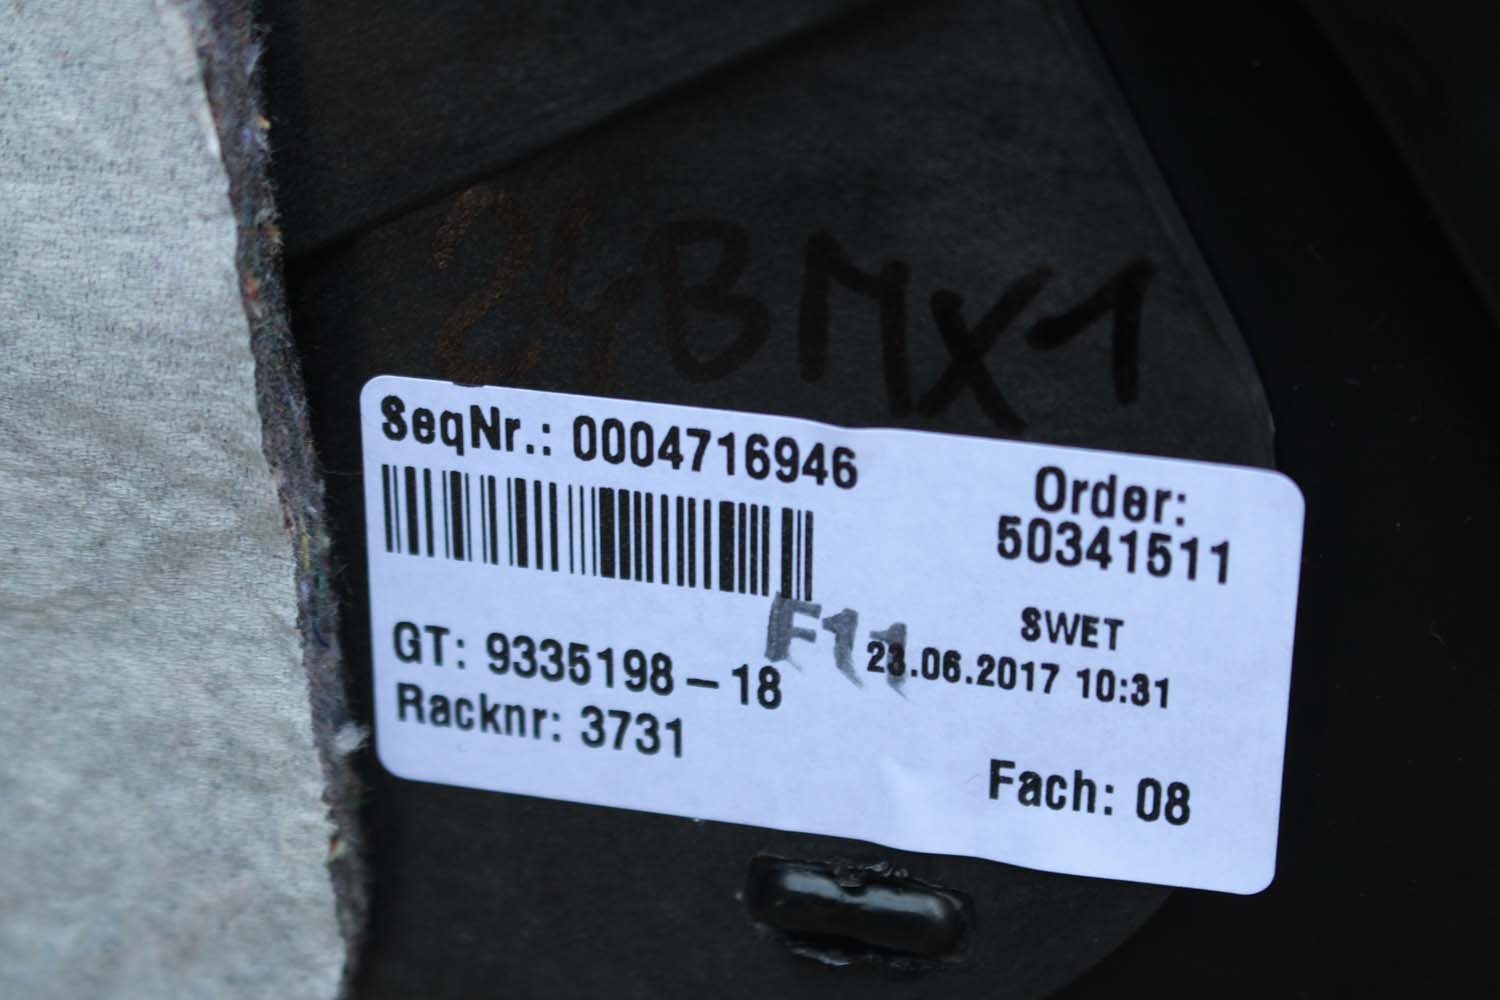 24BMX1
SeqNr.: 0004716946
Order:
50341511
F11
SWET
23.06.2017 10:31
GT: 9335198-18
Racknr: 3731
Fach: 08